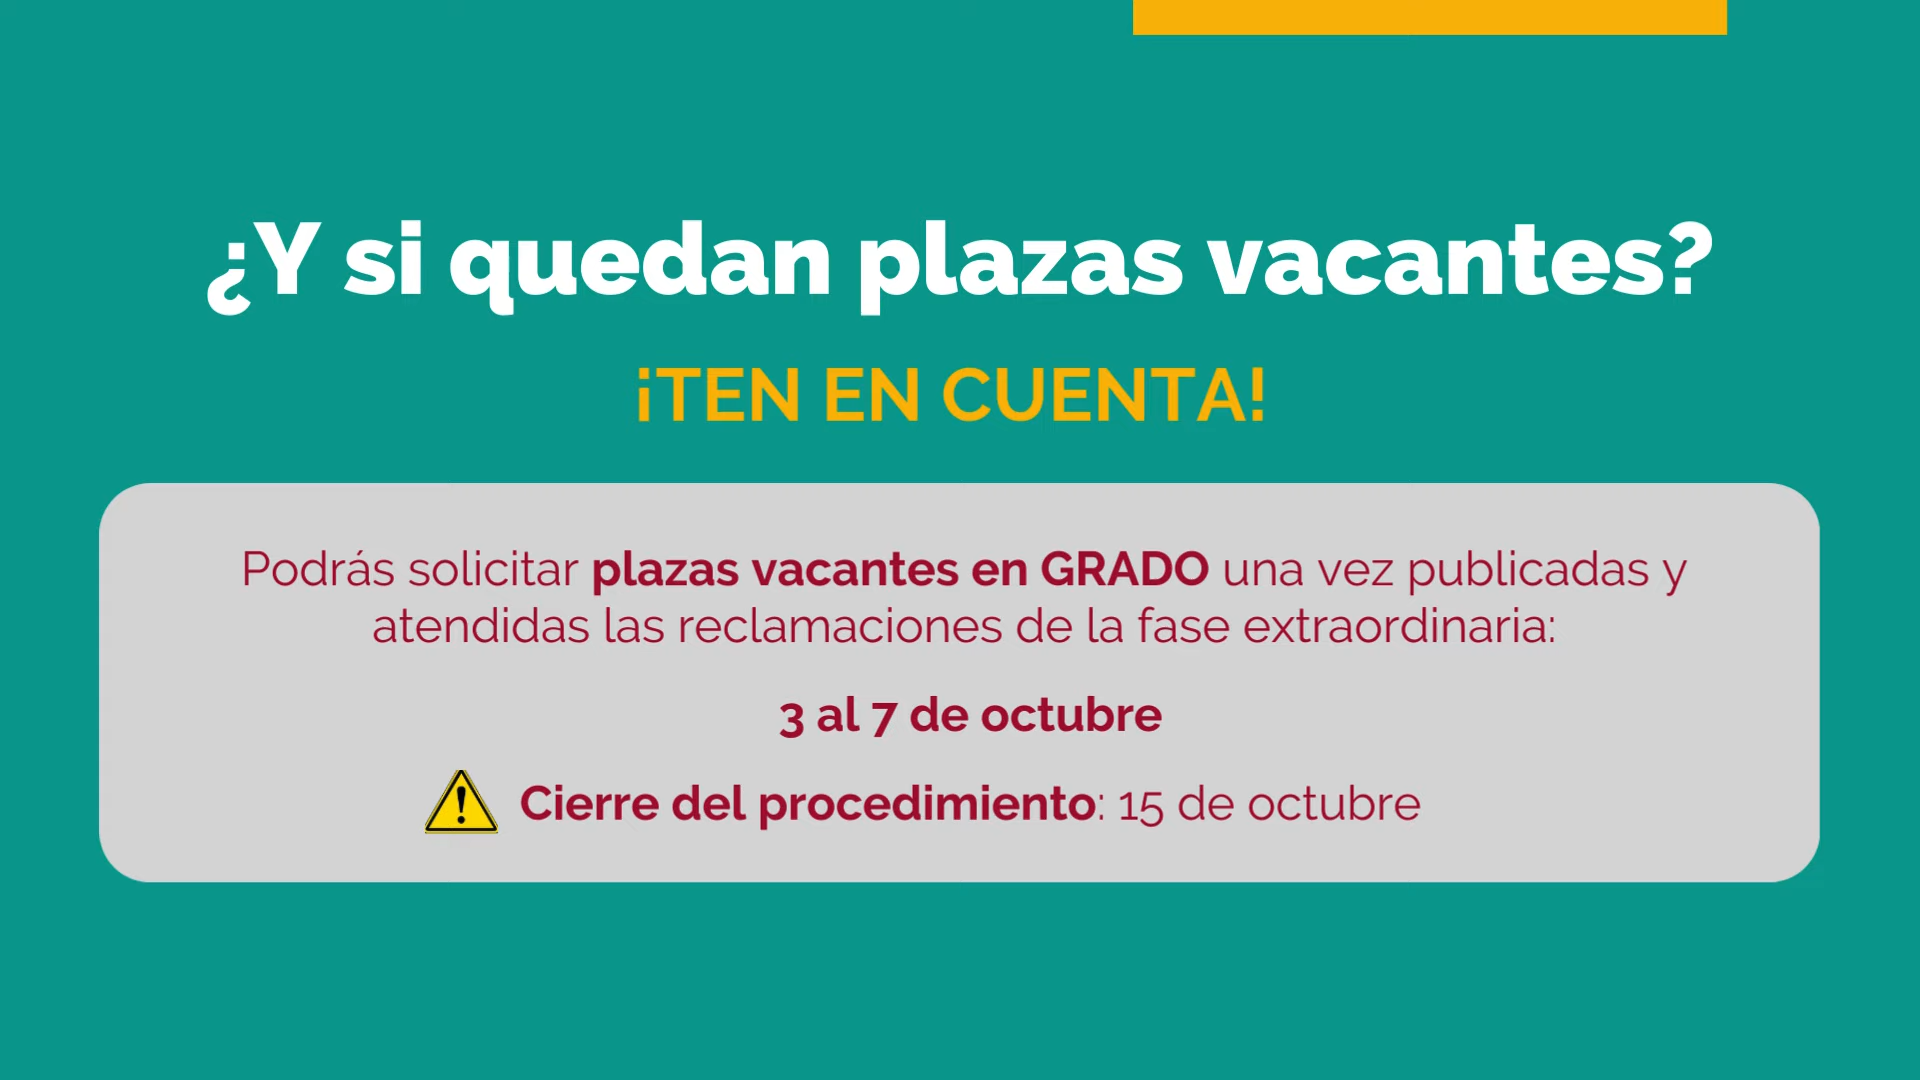 ¿Y si quedan plazas vacantes?
¡TEN EN CUENTA!
Podrás solicitar plazas vacantes en GRADO una vez publicadas y
atendidas las reclamaciones de la fase extraordinaria:
3 al 7 de octubre
Cierre del procedimiento: 15 de octubre